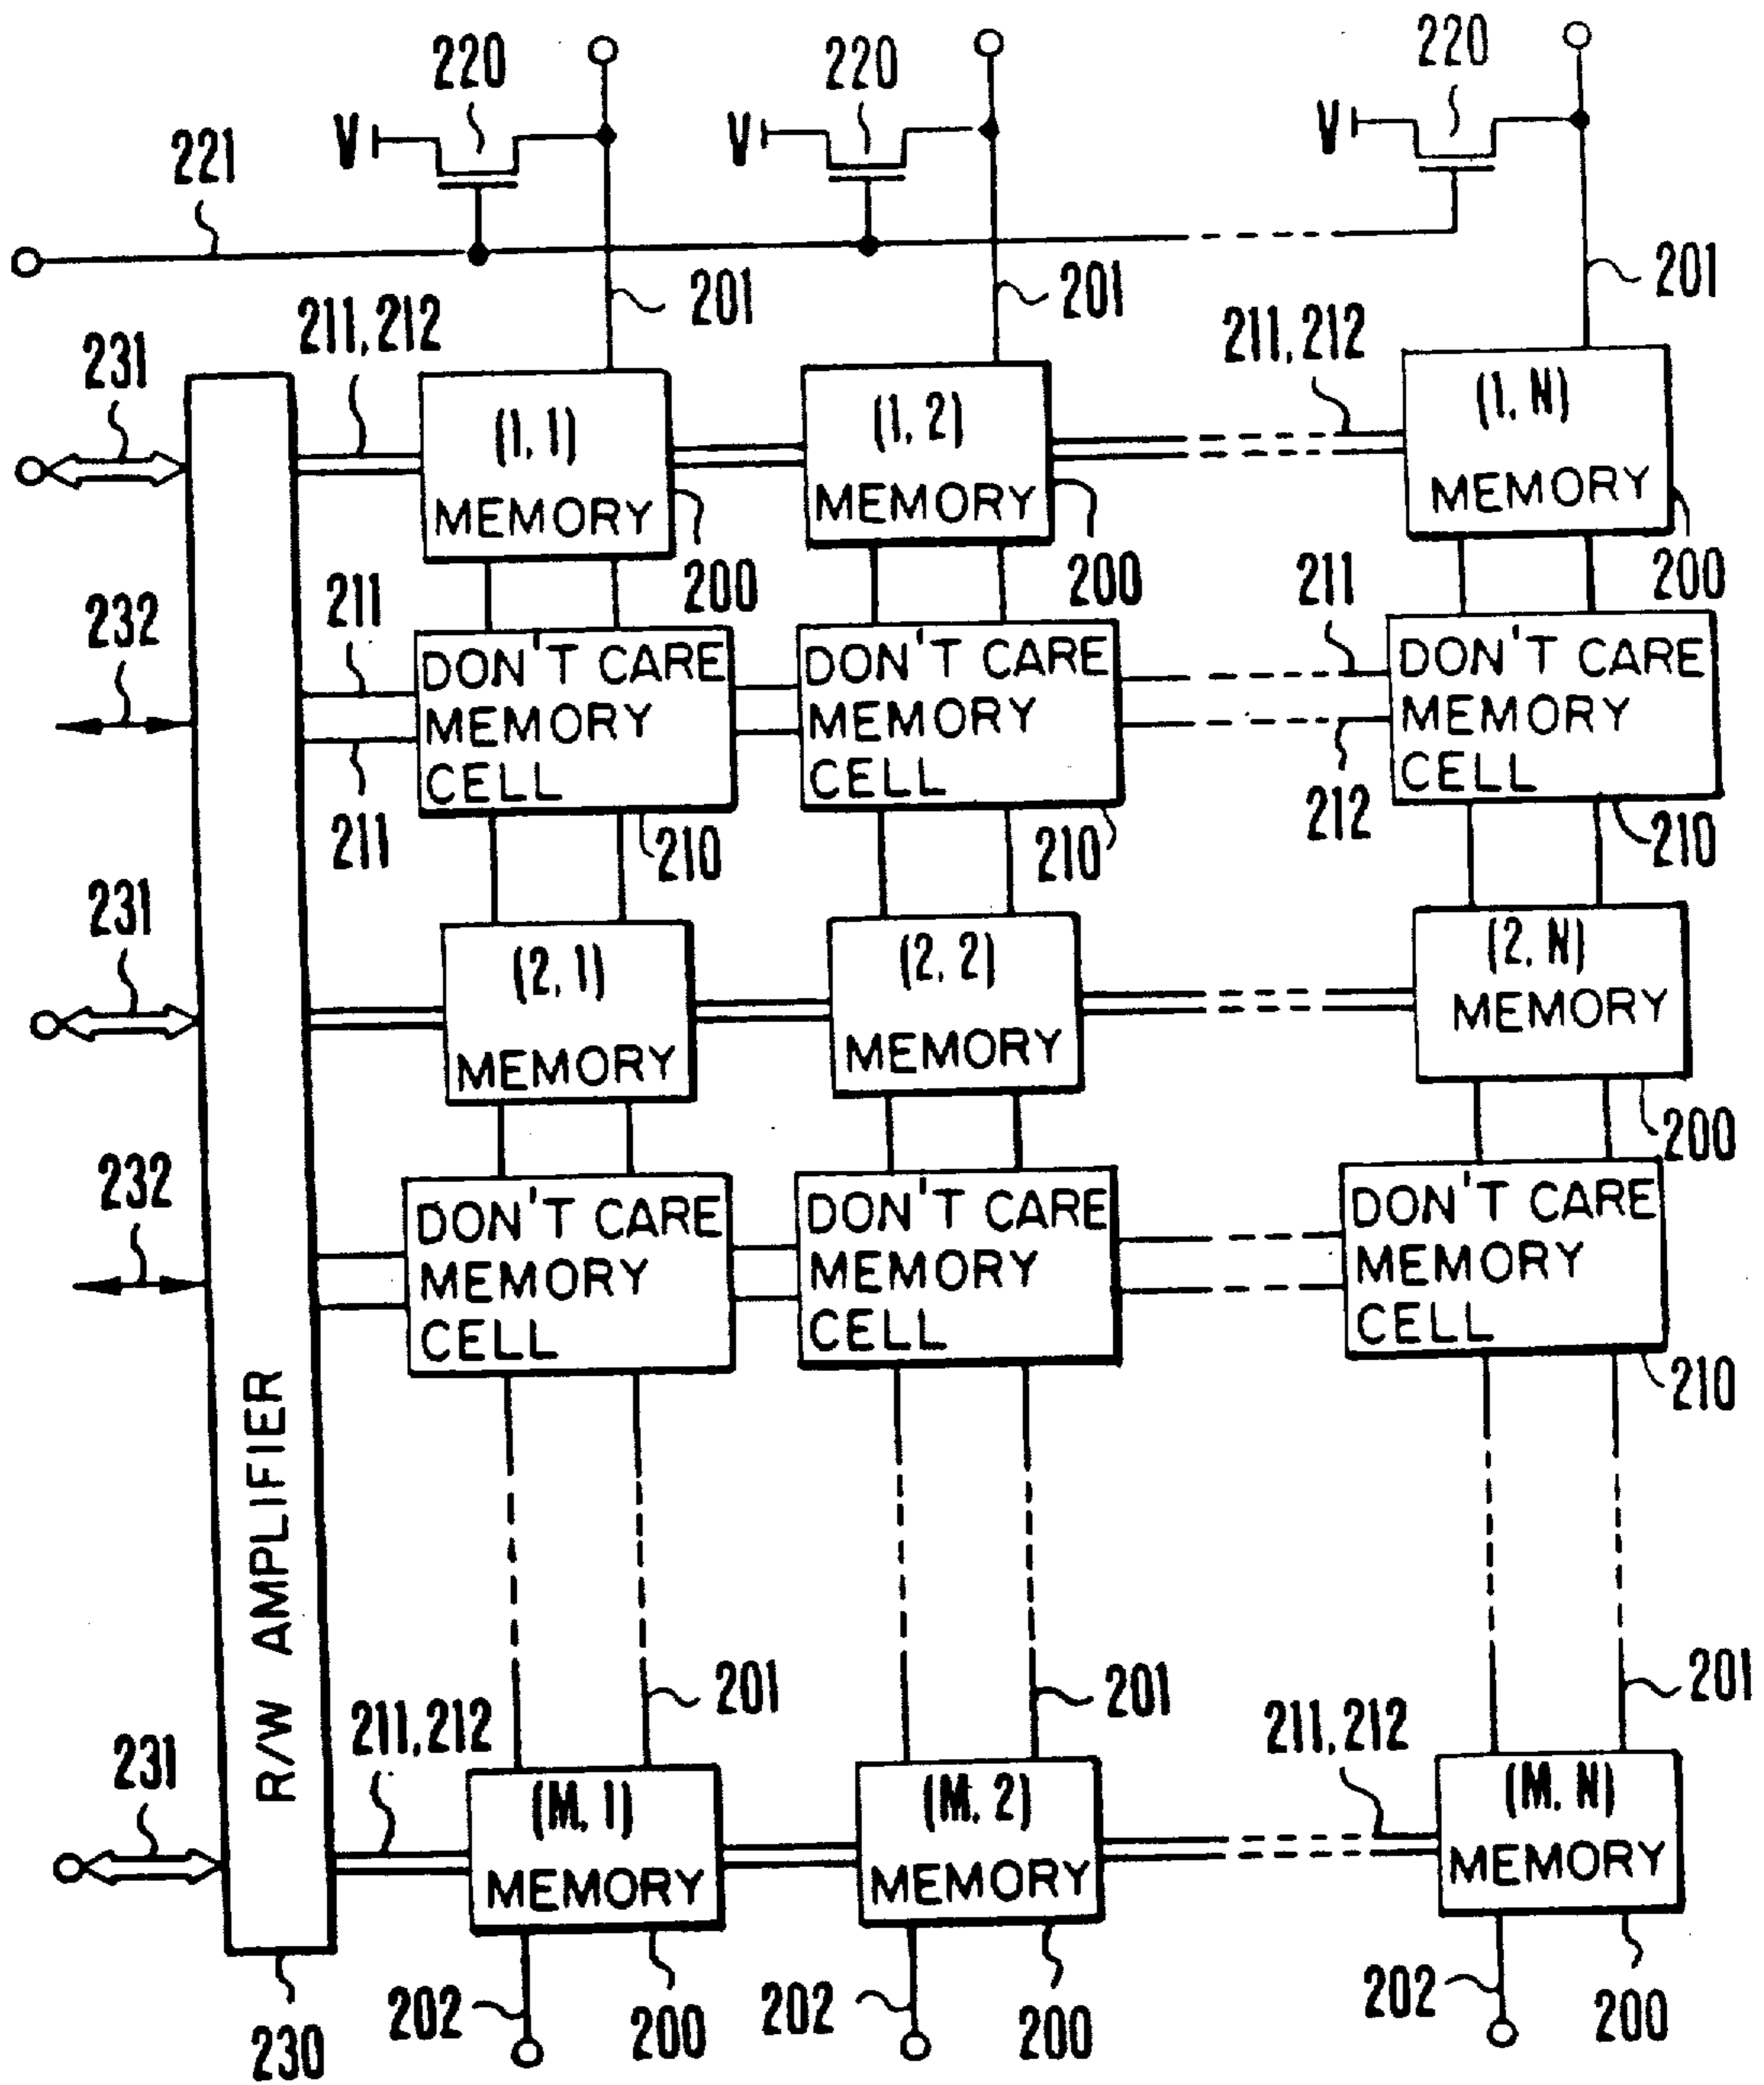 220 220 220
V V V
221
201 201 201
211, 212 211, 212
231
(1, 1) (1, 2) (1, N)
MEMORY MEMORY MEMORY
200 200 200
211 211
232
DON'T CARE DON'T CARE DON'T CARE
MEMORY MEMORY MEMORY
CELL CELL CELL
212
211 210 210 210
231
(2, 1) (2, 2) (2, N)
MEMORY MEMORY MEMORY
200
232
DON'T CARE DON'T CARE DON'T CARE
MEMORY MEMORY MEMORY
CELL CELL CELL
210
R/W AMPLIFIER
201 201 201
211, 212 211, 212
231
(M, 1) (M, 2) (M, N)
MEMORY MEMORY MEMORY
202 200 202 200 202 200
230